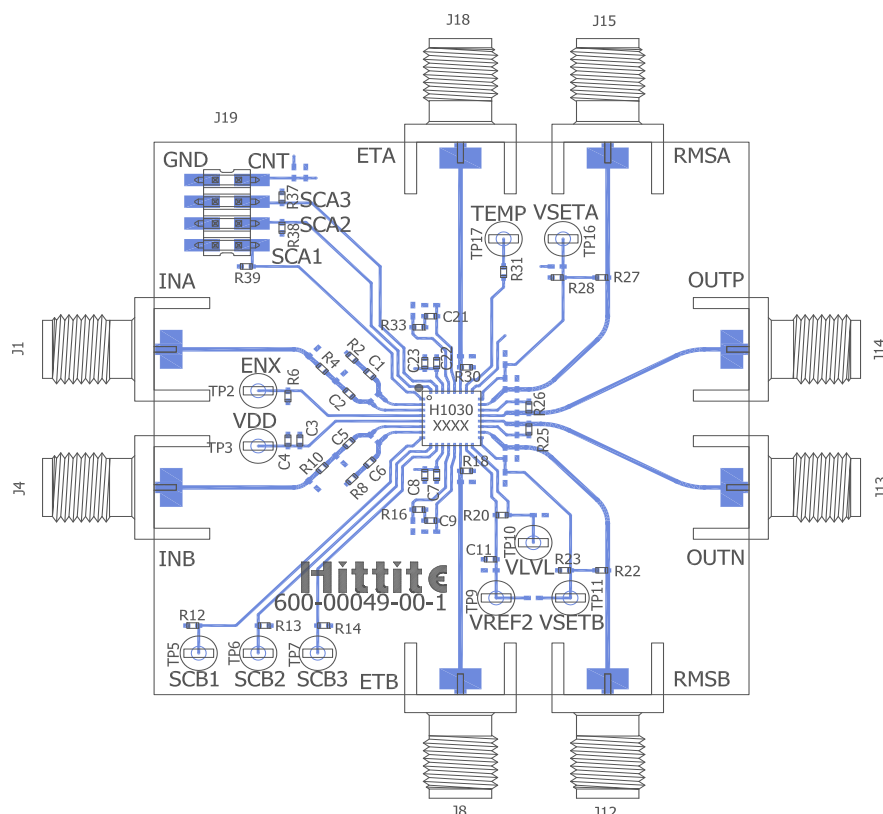 J18
J15
J19
GND
CNT
ETA
RMSA
R37
SCA3
SCA2
R38
SCA1
R39
TEMP
VSETA
TP17
TP16
R31
R28
R27
INA
OUTP
J1
J14
R33
C21
C23
C22
R30
R2
C1
R4
C2
ENX
R6
TP2
H1030
XXXX
R26
R25
VDD
TP3
C3
C4
C5
R10
C6
R8
R18
C8
C7
J4
J13
INB
OUTN
R16
C9
R20
TP10
VLVL
C11
R23
R22
Hittite
600-00049-00-1
TP9
VREF2
VSETB
TP11
R12
R13
R14
TP5
TP6
TP7
SCB1
SCB2
SCB3
ETB
RMSB
J8
J12